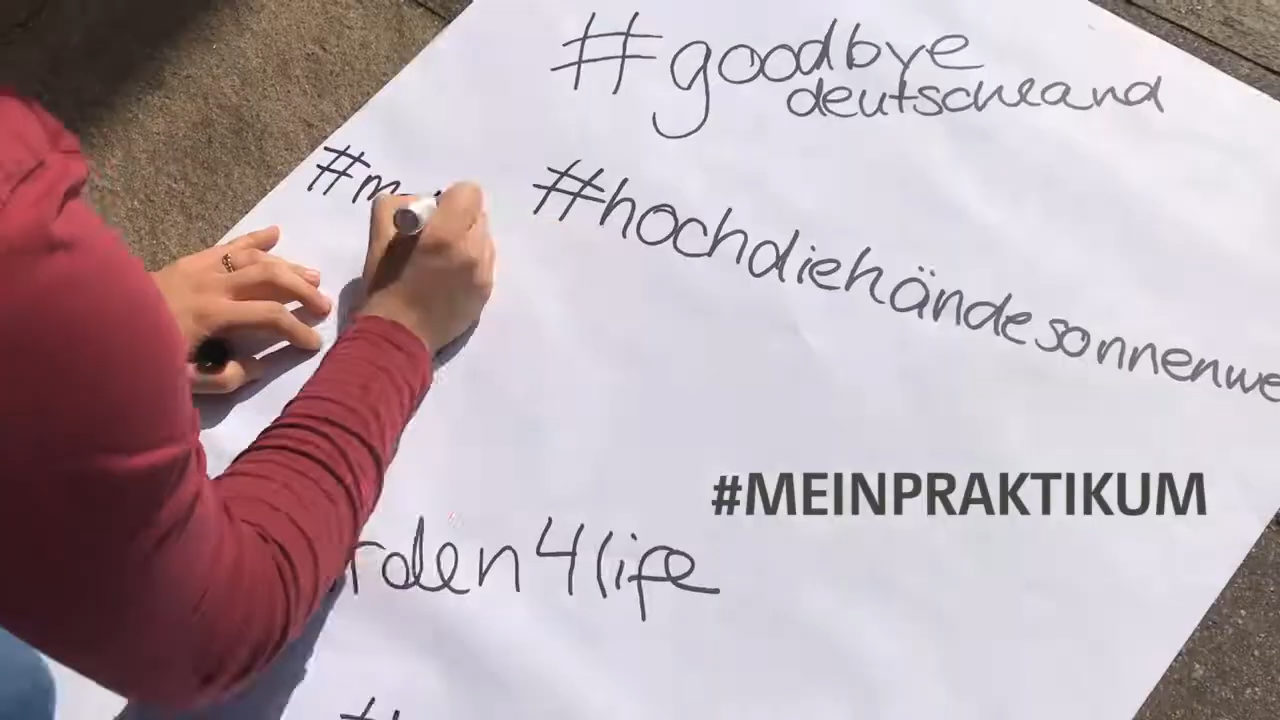 #goodbye
deutschland
#m
#hochdiehändesonnenwe
#MEINPRAKTIKUM
rden4life
#